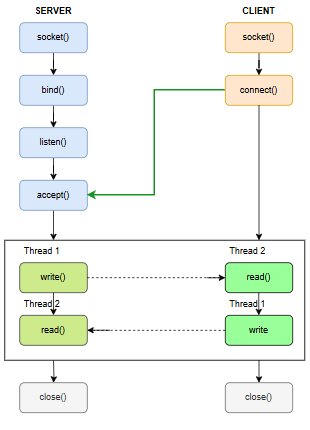 SERVER CLIENT
socket() socket()
bind() connect()
listen()
accept()
Thread 1 Thread 2
write() read()
Thread 2 Thread 1
read() write
close() close()